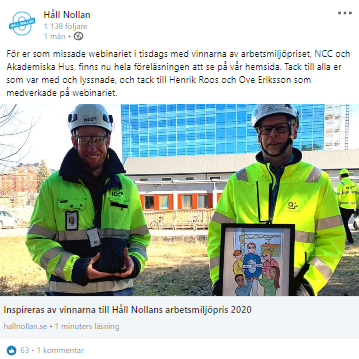 Håll Nollan
1 138 följare
1 mån •
För er som missade webinariet i tisdags med vinnarna av arbetsmiljöpriset, NCC och
Akademiska Hus, finns nu hela föreläsningen att se på vår hemsida. Tack till alla er
som var med och lyssnade, och tack till Henrik Roos och Ove Eriksson som
medverkade på webinariet.
NCC
Inspireras av vinnarna till Håll Nollans arbetsmiljöpris 2020
hallnollan.se • 1 minuters läsning
63 · 1 kommentar